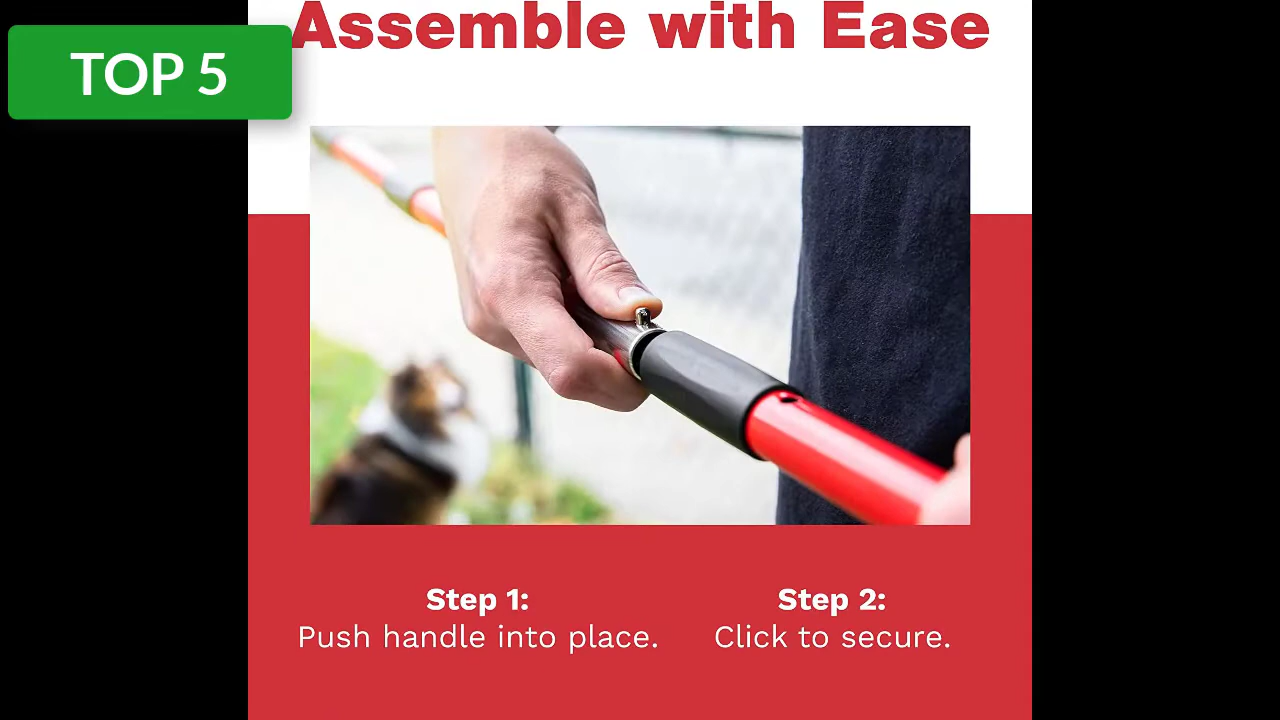 Assemble with Ease
TOP 5
Step 1:
Push handle into place.
Step 2:
Click to secure.